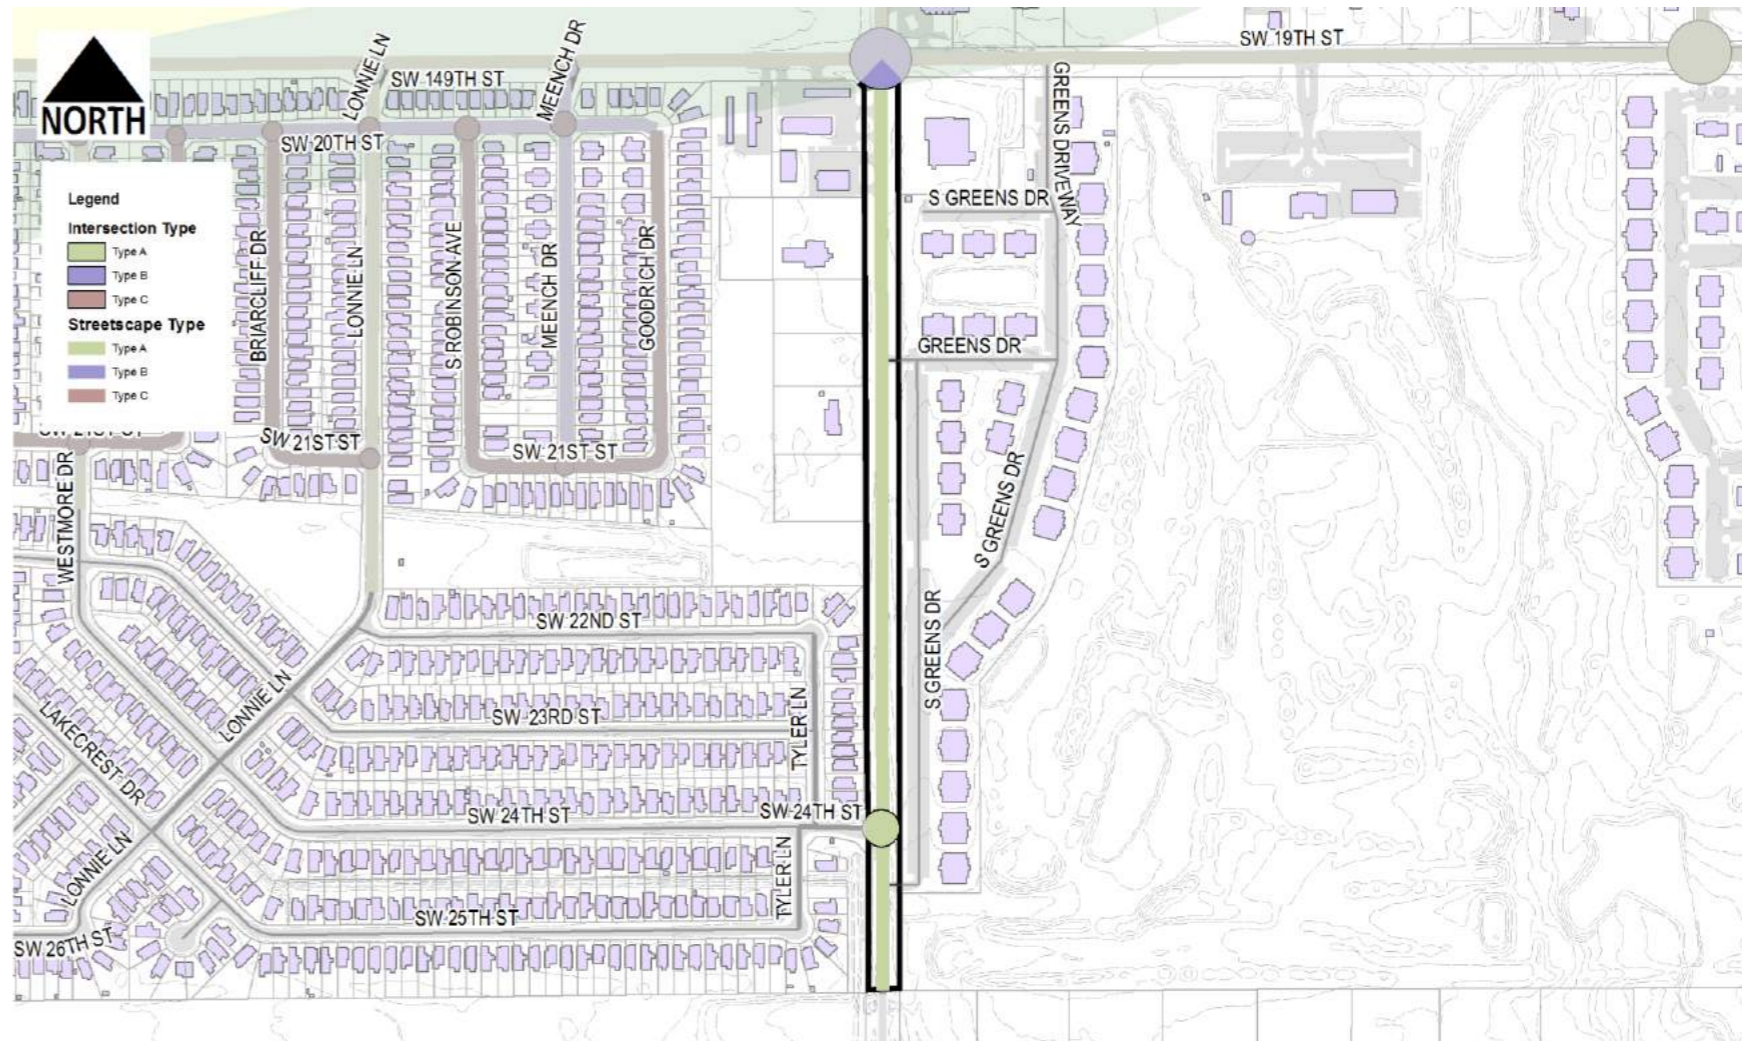 SW 19TH ST
LONNIE LN
MEENCH DR
SW 149TH ST
GREENS DRIVEWAY
NORTH
SW 20TH ST
Legend
Intersection Type
Type A
Type B
Type C
Streetscape Type
Type A
Type B
Type C
BRIARCLIFF DR
LONNIE LN
S ROBINSON AVE
MEENCH DR
GOODRICH DR
S GREENS DR
GREENS DR
SW 21ST ST
SW 21ST ST
SW 21ST ST
WESTMORE DR
S GREENS DR
SW 22ND ST
S GREENS DR
LONNIE LN
SW 23RD ST
TYLER LN
LAKECREST DR
SW 24TH ST
SW 24TH ST
LONNIE LN
TYLER LN
SW 25TH ST
SW 26TH ST